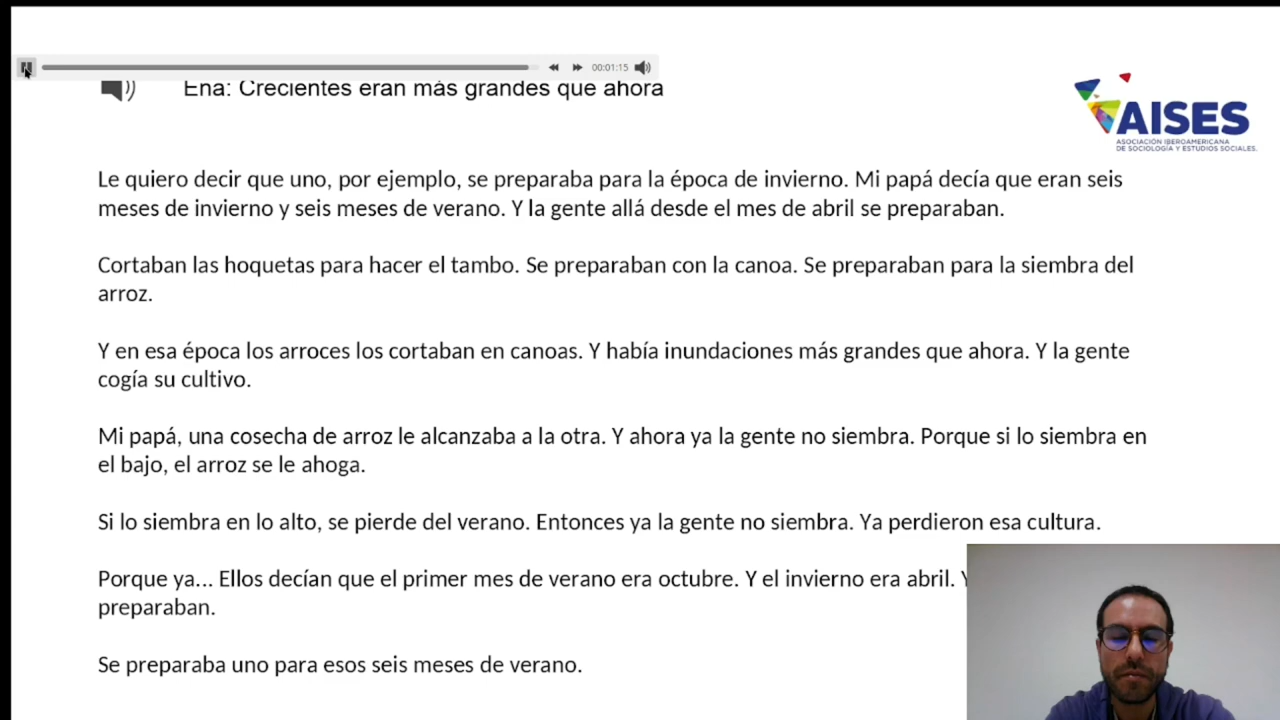 00:01:15
Ena: Crecientes eran más grandes que ahora
AISES
ASOCIACIÓN IBEROAMERICANA
DE SOCIOLOGÍA Y ESTUDIOS SOCIALES.
Le quiero decir que uno, por ejemplo, se preparaba para la época de invierno. Mi papá decía que eran seis
meses de invierno y seis meses de verano. Y la gente allá desde el mes de abril se preparaban.
Cortaban las hoquetas para hacer el tambo. Se preparaban con la canoa. Se preparaban para la siembra del
arroz.
Y en esa época los arroces los cortaban en canoas. Y había inundaciones más grandes que ahora. Y la gente
cogía su cultivo.
Mi papá, una cosecha de arroz le alcanzaba a la otra. Y ahora ya la gente no siembra. Porque si lo siembra en
el bajo, el arroz se le ahoga.
Si lo siembra en lo alto, se pierde del verano. Entonces ya la gente no siembra. Ya perdieron esa cultura.
Porque ya... Ellos decían que el primer mes de verano era octubre. Y el invierno era abril.
preparaban.
Se preparaba uno para esos seis meses de verano.